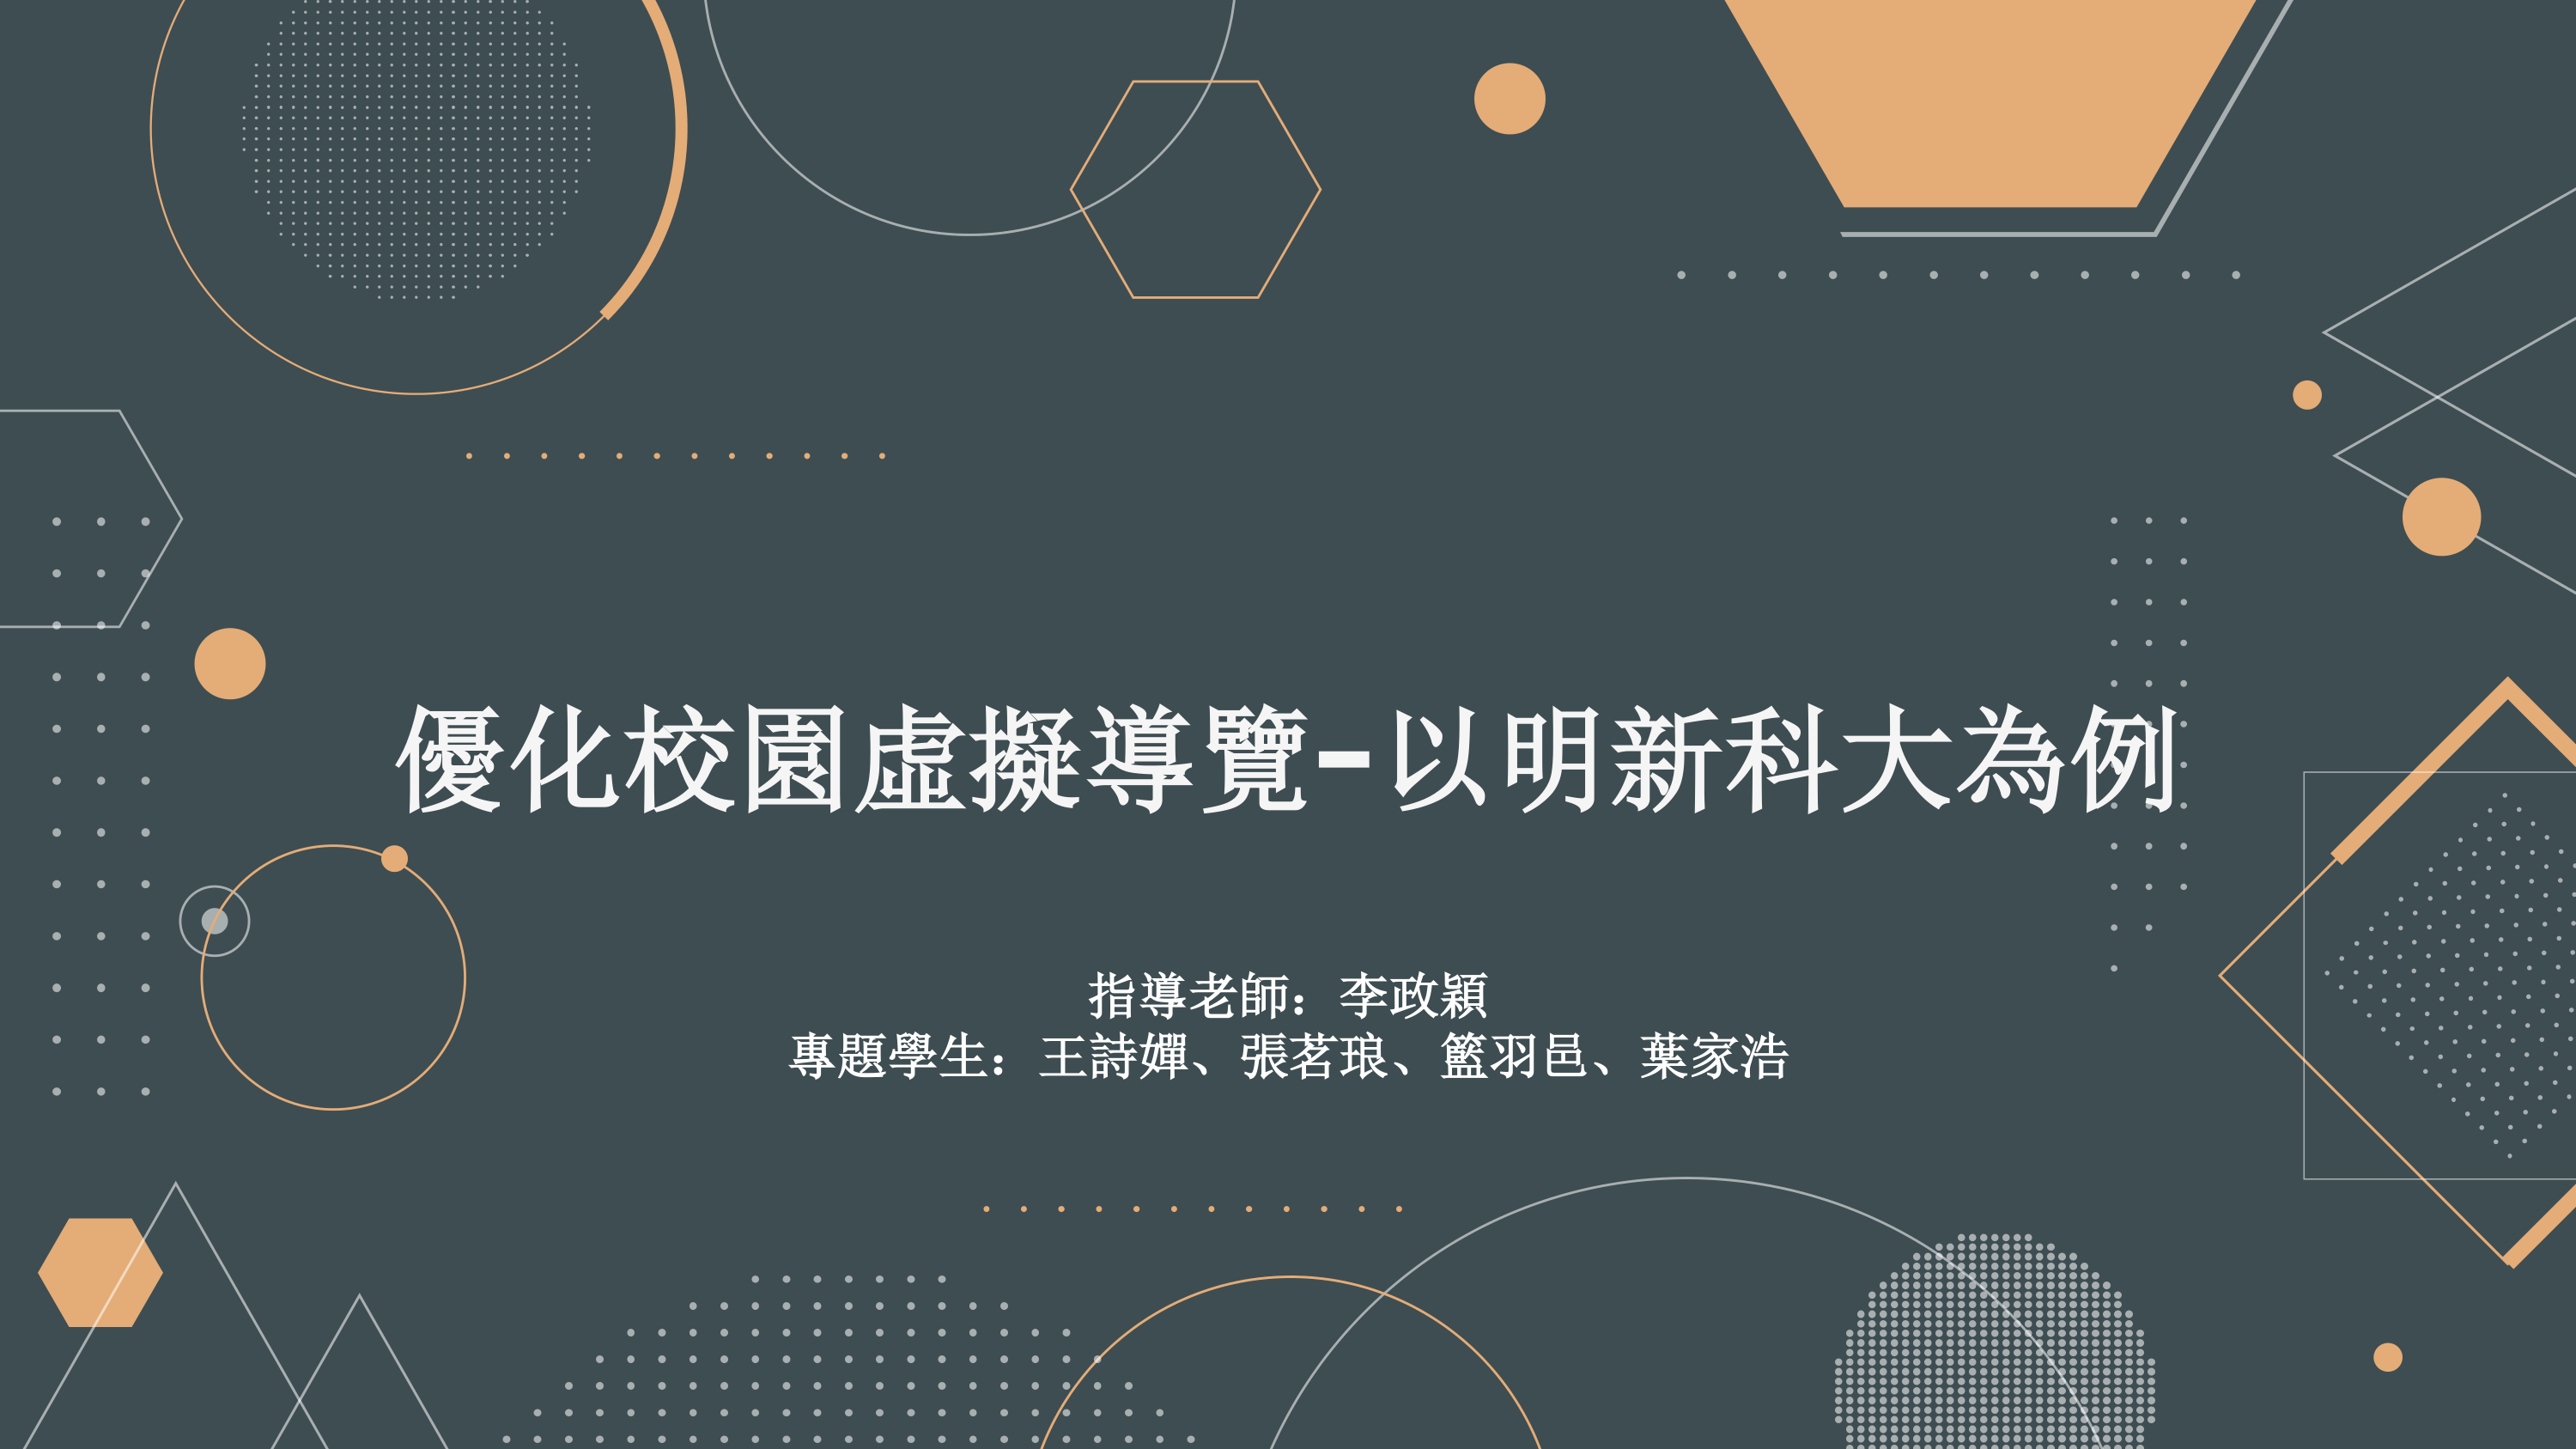 優化校園虛擬導覽-以明新科大為例
指導老師：李政穎
專題學生：王詩嬋、張茗琅、籃羽邑、葉家浩